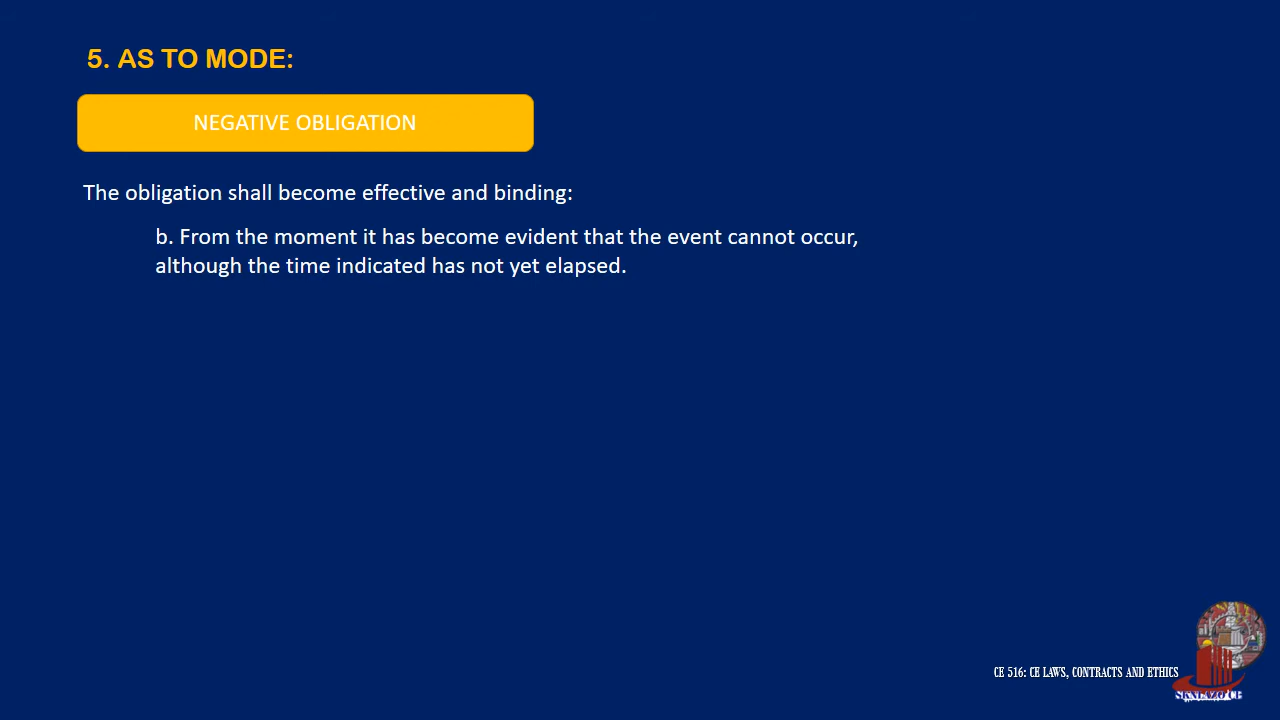 5. AS TO MODE:
NEGATIVE OBLIGATION
The obligation shall become effective and binding:
b. From the moment it has become evident that the event cannot occur,
although the time indicated has not yet elapsed.
CE 516: CE LAWS, CONTRACTS AND ETHICS